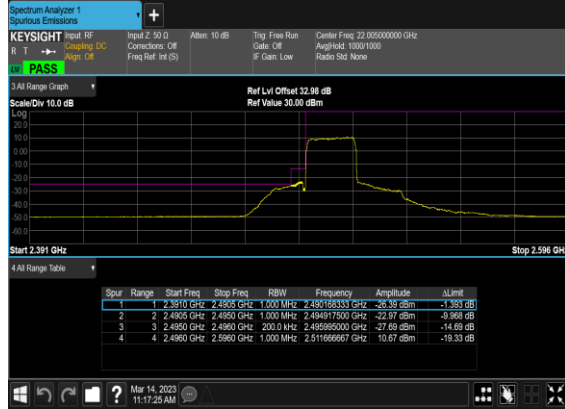 Spectrum Analyzer 1
Spurious Emissions
KEYSIGHT Input: RF Input Z: 50 Ω Atten: 10 dB Trig: Free Run Center Freq: 22.005000000 GHz
R T Coupling: DC Corrections: Off Gate: Off Avg|Hold: 1000/1000
Align: Off Freq Ref: Int (S) IF Gain: Low Radio Std: None
PASS
3 All Range Graph
Ref Lvl Offset 32.98 dB
Scale/Div 10.0 dB Ref Value 30.00 dBm
Log
20.0
10.0
0.00
-10.0
-20.0
-30.0
-40.0
-50.0
-60.0
Start 2.391 GHz Stop 2.596 GHz
4 All Range Table
Spur Range Start Freq Stop Freq RBW Frequency Amplitude ΔLimit
1 1 2.3910 GHz 2.4905 GHz 1.000 MHz 2.490168333 GHz -26.39 dBm -1.393 dB
2 2 2.4905 GHz 2.4950 GHz 1.000 MHz 2.494917500 GHz -22.97 dBm -9.968 dB
3 3 2.4950 GHz 2.4960 GHz 200.0 kHz 2.495995000 GHz -27.69 dBm -14.69 dB
4 4 2.4960 GHz 2.5960 GHz 1.000 MHz 2.511666667 GHz 10.67 dBm -19.33 dB
? Mar 14, 2023
11:17:25 AM